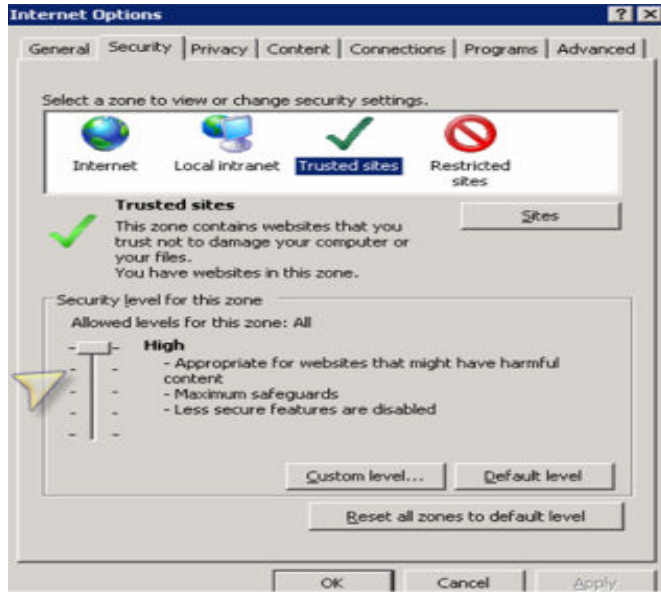 Internet Options
General Security Privacy Content Connections Programs Advanced
Select a zone to view or change security settings.
Internet Local intranet Trusted sites Restricted
sites
Trusted sites
Sites
This zone contains websites that you
trust not to damage your computer or
your files.
You have websites in this zone.
Security level for this zone
Allowed levels for this zone: All
High
- Appropriate for websites that might have harmful
content
- Maximum safeguards
- Less secure features are disabled
Custom level... Default level
Reset all zones to default level
OK Cancel Apply